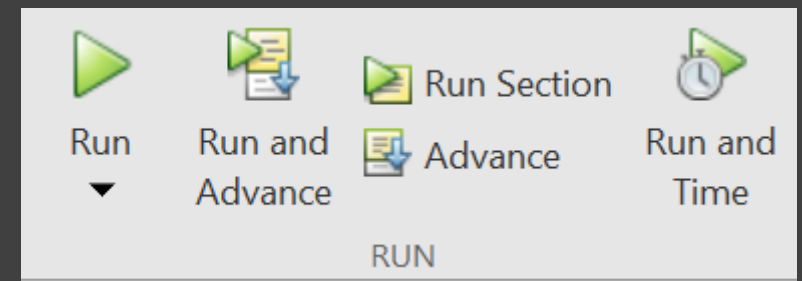 Run
Run and
Advance
Run Section
Advance
Run and
Time
RUN